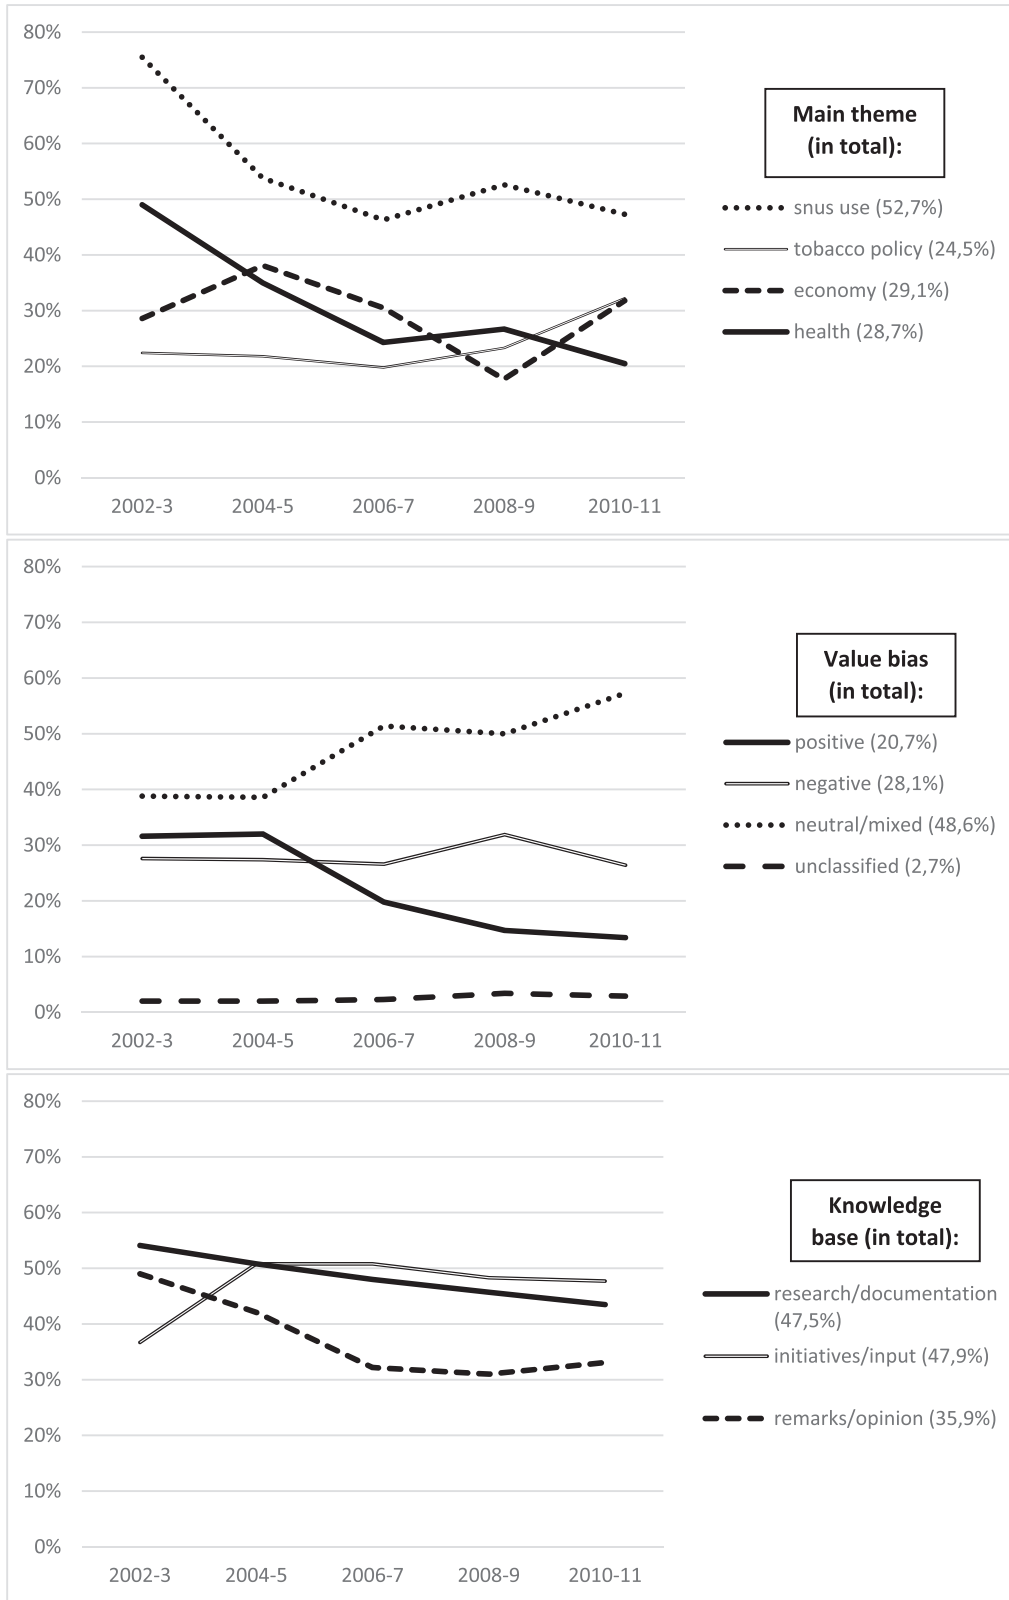 80%
70%
60%
50%
40%
30%
20%
10%
0%
2002-3 2004-5 2006-7 2008-9 2010-11
Main theme
(in total):
snus use (52,7%)
tobacco policy (24,5%)
economy (29,1%)
health (28,7%)
80%
70%
60%
50%
40%
30%
20%
10%
0%
2002-3 2004-5 2006-7 2008-9 2010-11
Value bias
(in total):
positive (20,7%)
negative (28,1%)
neutral/mixed (48,6%)
unclassified (2,7%)
80%
70%
60%
50%
40%
30%
20%
10%
0%
2002-3 2004-5 2006-7 2008-9 2010-11
Knowledge
base (in total):
research/documentation
(47,5%)
initiatives/input (47,9%)
remarks/opinion (35,9%)